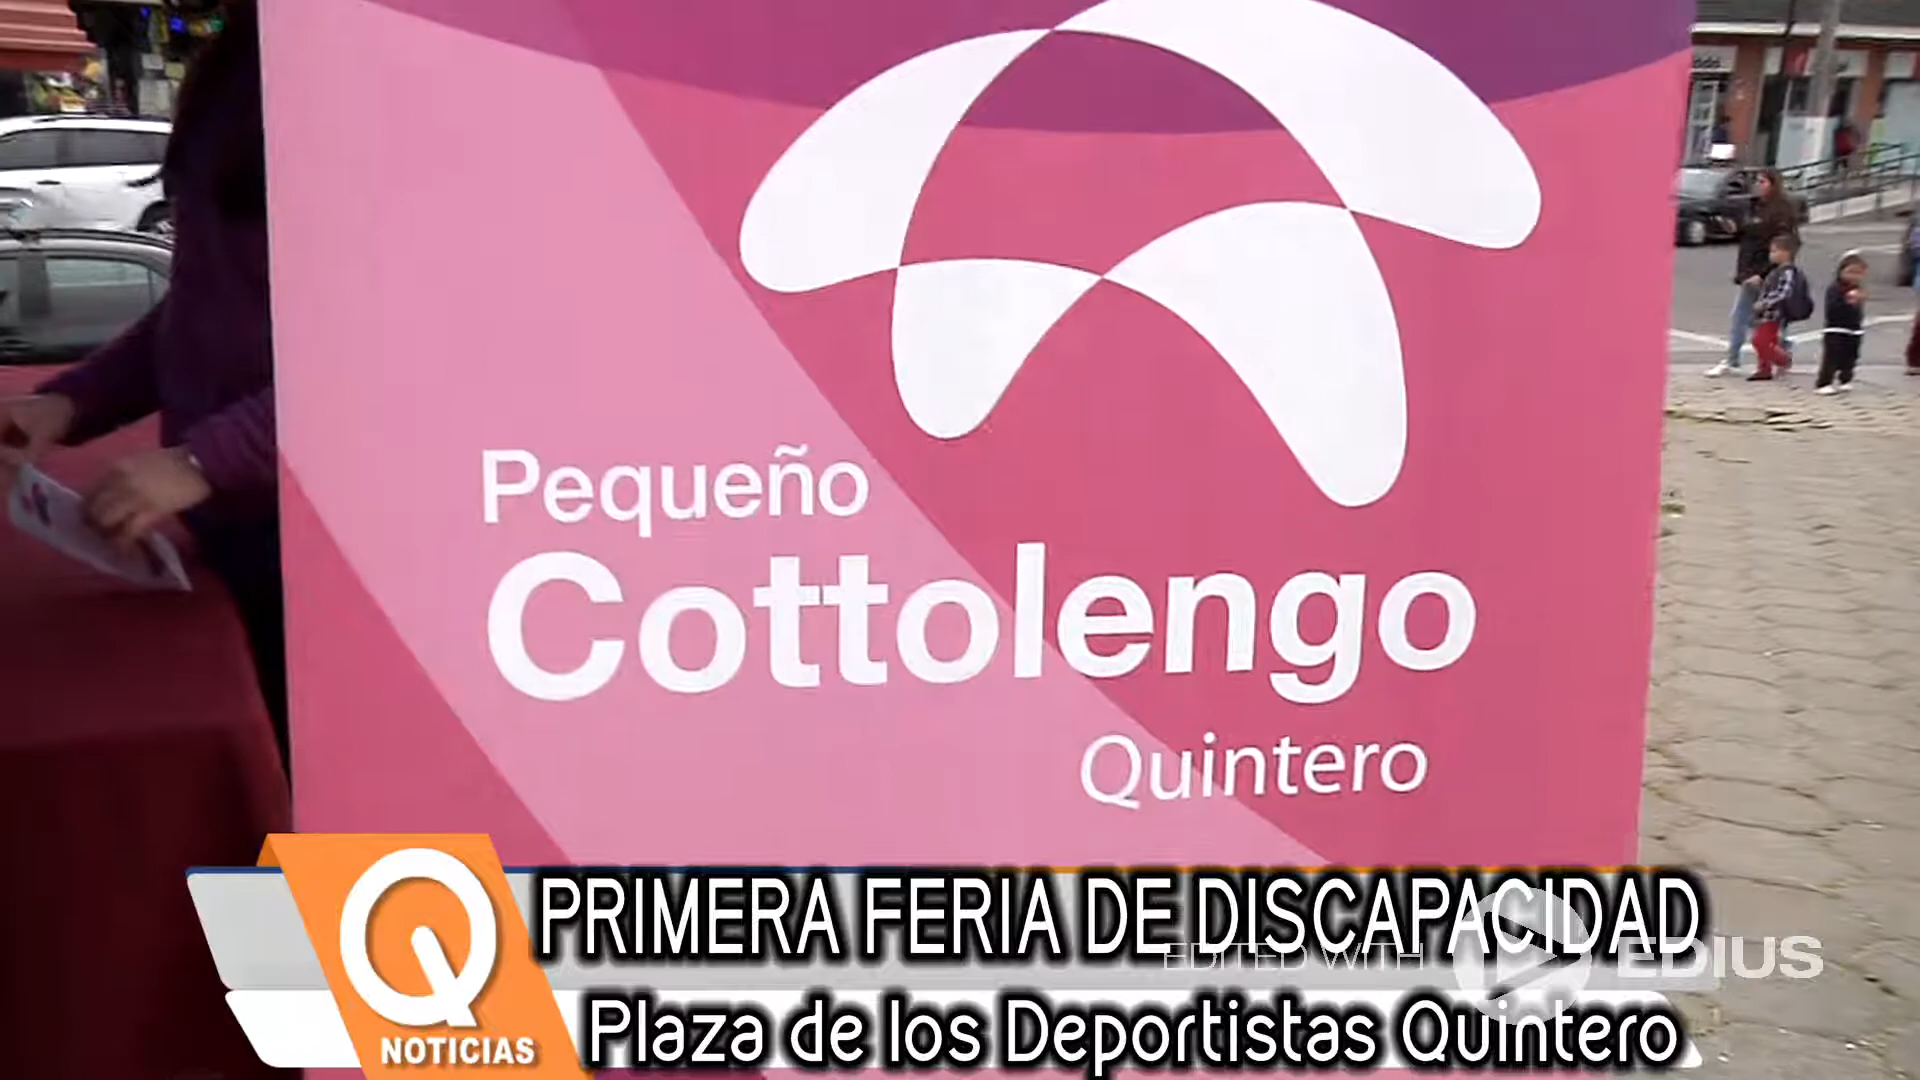 Pequeño
Cottolengo
Quintero
PRIMERA FERIA DE DISCAPACIDAD
EDITED WITH EDIUS
Q
NOTICIAS
Plaza de los Deportistas Quintero